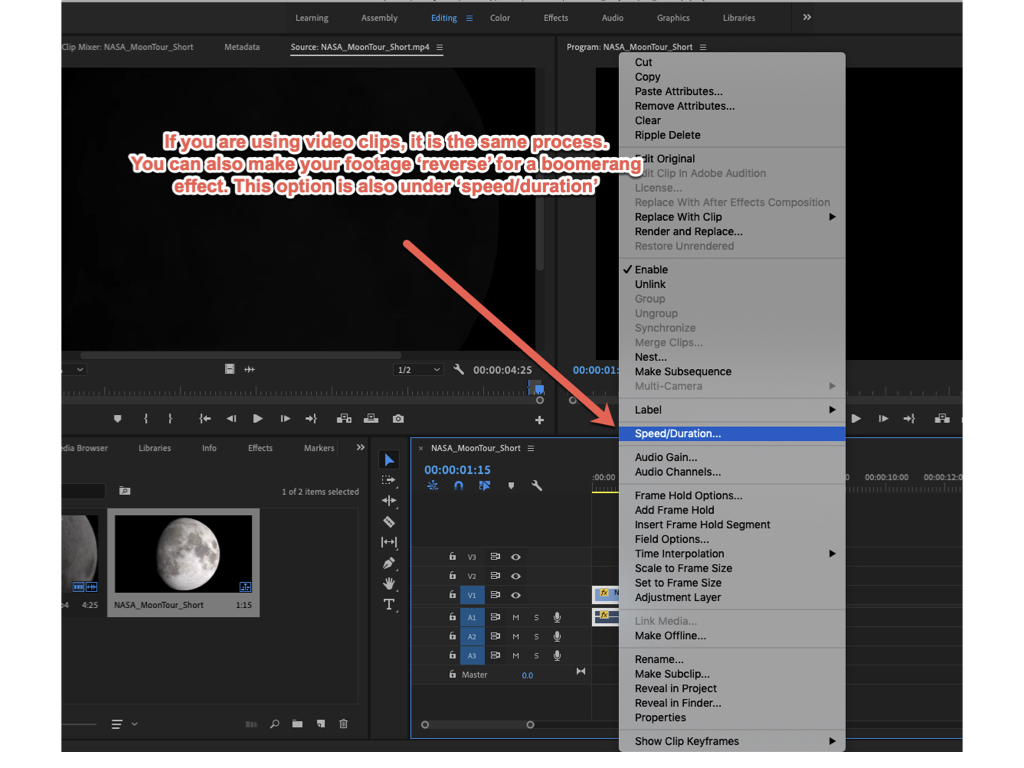 Learning Assembly Editing Color Effects Audio Graphics Libraries
Clip Mixer: NASA_MoonTour_Short Metadata Source: NASA_MoonTour_Short.mp4 Program: NASA_MoonTour_Short
If you are using video clips, it is the same process.
You can also make your footage ‘reverse’ for a boomerang
effect. This option is also under ‘speed/duration’
Cut
Copy
Paste Attributes...
Remove Attributes...
Clear
Ripple Delete
Edit Original
Edit Clip In Adobe Audition
License...
Replace With After Effects Composition
Replace With Clip
Render and Replace...
Restore Unrendered
Enable
Unlink
Group
Ungroup
Synchronize
Merge Clips...
Nest...
Make Subsequence
Multi-Camera
Label
Speed/Duration...
Audio Gain...
Audio Channels...
Frame Hold Options...
Add Frame Hold
Insert Frame Hold Segment
Field Options...
Time Interpolation
Scale to Frame Size
Set to Frame Size
Adjustment Layer
Link Media...
Make Offline...
Rename...
Make Subclip...
Reveal in Project
Reveal in Finder...
Properties
Show Clip Keyframes
1/2 00:00:04:25 00:00:01:
Browser Libraries Info Effects Markers
1 of 2 items selected
4:25 NASA_MoonTour_Short 1:15
NASA_MoonTour_Short
00:00:01:15
:00:00 00:00:10:00 00:00:12:0
V3
V2
V1 fx
A1 M S fx
A2 M S
A3 M S
Master 0.0